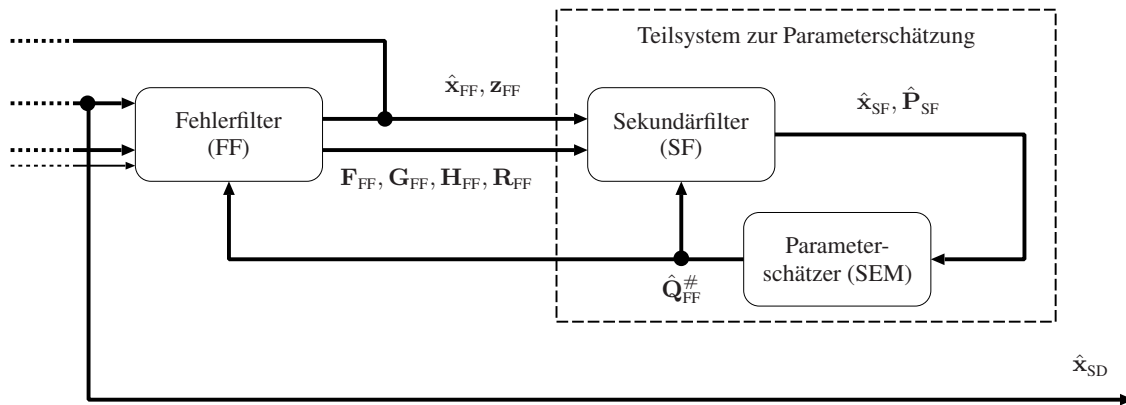 Teilsystem zur Parameterschätzung
x̂_FF, z_FF
Fehlerfilter
(FF)
Sekundärfilter
(SF)
x̂_SF, P̂_SF
F_FF, G_FF, H_FF, R_FF
Parameter-
schätzer (SEM)
Q̂_FF^#
x̂_SD